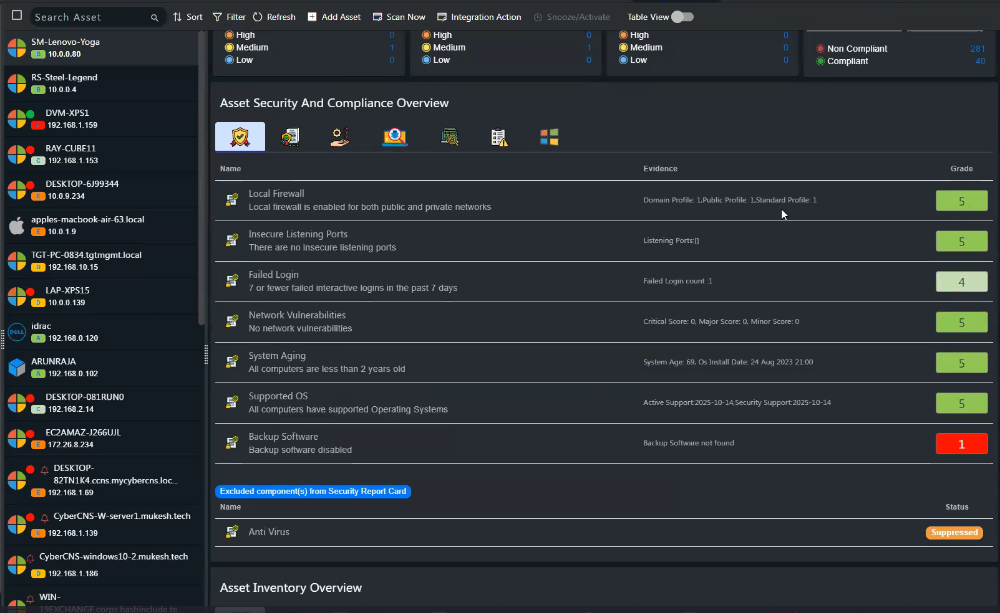 Search Asset
Sort
Filter
Refresh
Add Asset
Scan Now
Integration Action
Snooze/Activate
Table View
SM-Lenovo-Yoga
B 10.0.0.80
RS-Steel-Legend
B 10.0.0.4
DVM-XPS1
F 192.168.1.159
RAY-CUBE11
C 192.168.1.153
DESKTOP-6J99344
E 10.0.9.234
apples-macbook-air-63.local
E 10.0.1.9
TGT-PC-0834.tgtmgmt.local
D 192.168.10.15
LAP-XPS15
D 10.0.0.139
DELL
idrac
A 192.168.0.120
ARUNRAJA
A 192.168.0.102
DESKTOP-081RUN0
C 192.168.2.14
EC2AMAZ-J266UJL
E 172.26.8.234
DESKTOP-
82TN1K4.ccns.mycybercns.loc...
E 192.168.1.69
CyberCNS-W-server1.mukesh.tech
E 192.168.1.139
CyberCNS-windows10-2.mukesh.tech
D 192.168.1.186
WIN-
19EXCHANGE.corps.hashinclude.te...
High 0
Medium 1
Low 0
High 0
Medium 1
Low 0
High 0
Medium 0
Low 0
Non Compliant 281
Compliant 40
Asset Security And Compliance Overview
Name Evidence Grade
Local Firewall
Local firewall is enabled for both public and private networks
Domain Profile: 1,Public Profile: 1,Standard Profile: 1
5
Insecure Listening Ports
There are no insecure listening ports
Listening Ports:[]
5
Failed Login
7 or fewer failed interactive logins in the past 7 days
Failed Login count :1
4
Network Vulnerabilities
No network vulnerabilities
Critical Score: 0, Major Score: 0, Minor Score: 0
5
System Aging
All computers are less than 2 years old
System Age: 69, Os Install Date: 24 Aug 2023 21:00
5
Supported OS
All computers have supported Operating Systems
Active Support:2025-10-14,Security Support:2025-10-14
5
Backup Software
Backup software disabled
Backup Software not found
1
Excluded component(s) from Security Report Card
Name Status
Anti Virus Suppressed
Asset Inventory Overview